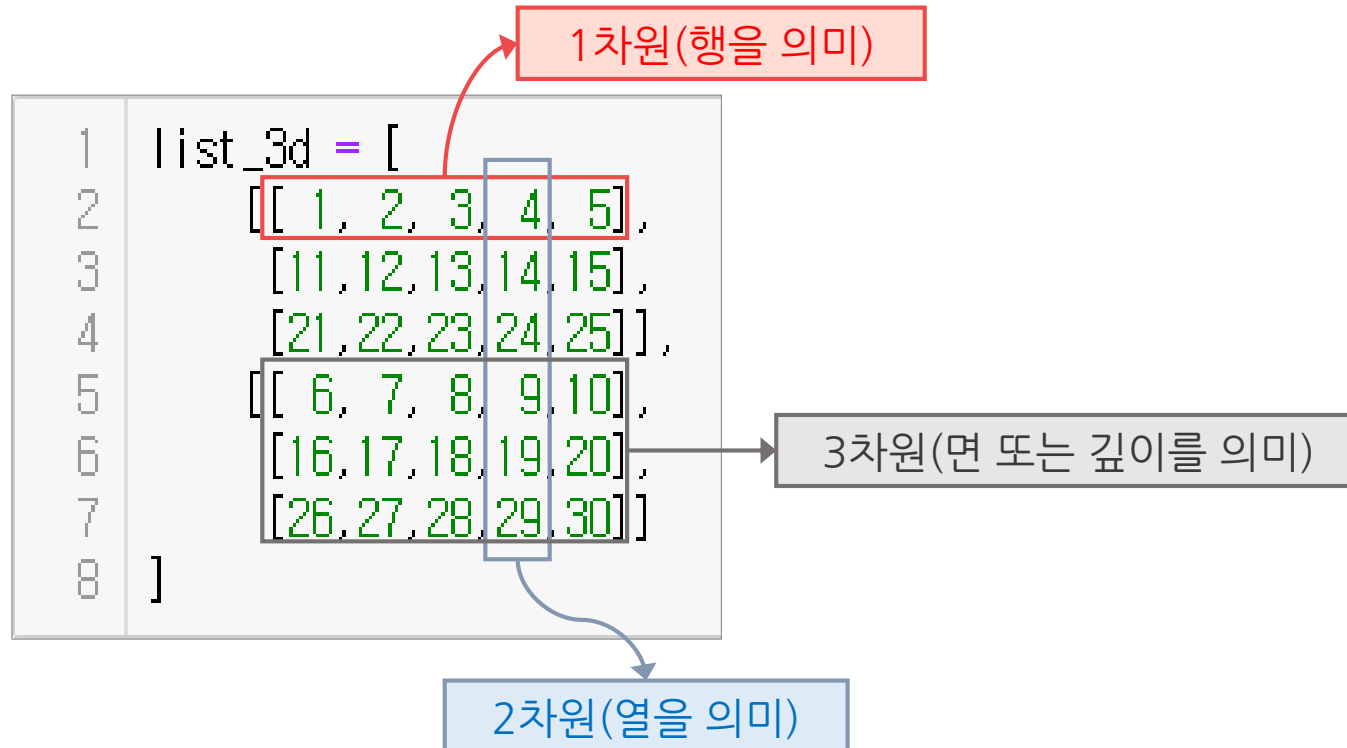 1차원(행을 의미)
1 list_3d = [
2 [[ 1, 2, 3, 4, 5],
3 [11,12,13,14,15],
4 [21,22,23,24,25]],
5 [[ 6, 7, 8, 9,10],
6 [16,17,18,19,20],
7 [26,27,28,29,30]]
8 ]
3차원(면 또는 깊이를 의미)
2차원(열을 의미)